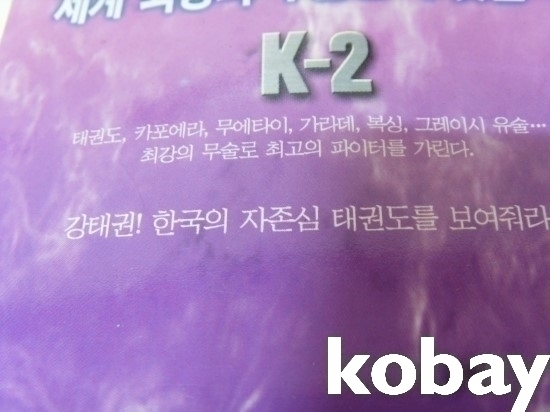 세계
K-2
태권도, 카포에라, 무에타이, 가라데, 복싱, 그레이시 유술…
최강의 무술로 최고의 파이터를 가린다.
강태권! 한국의 자존심 태권도를 보여줘라
kobay